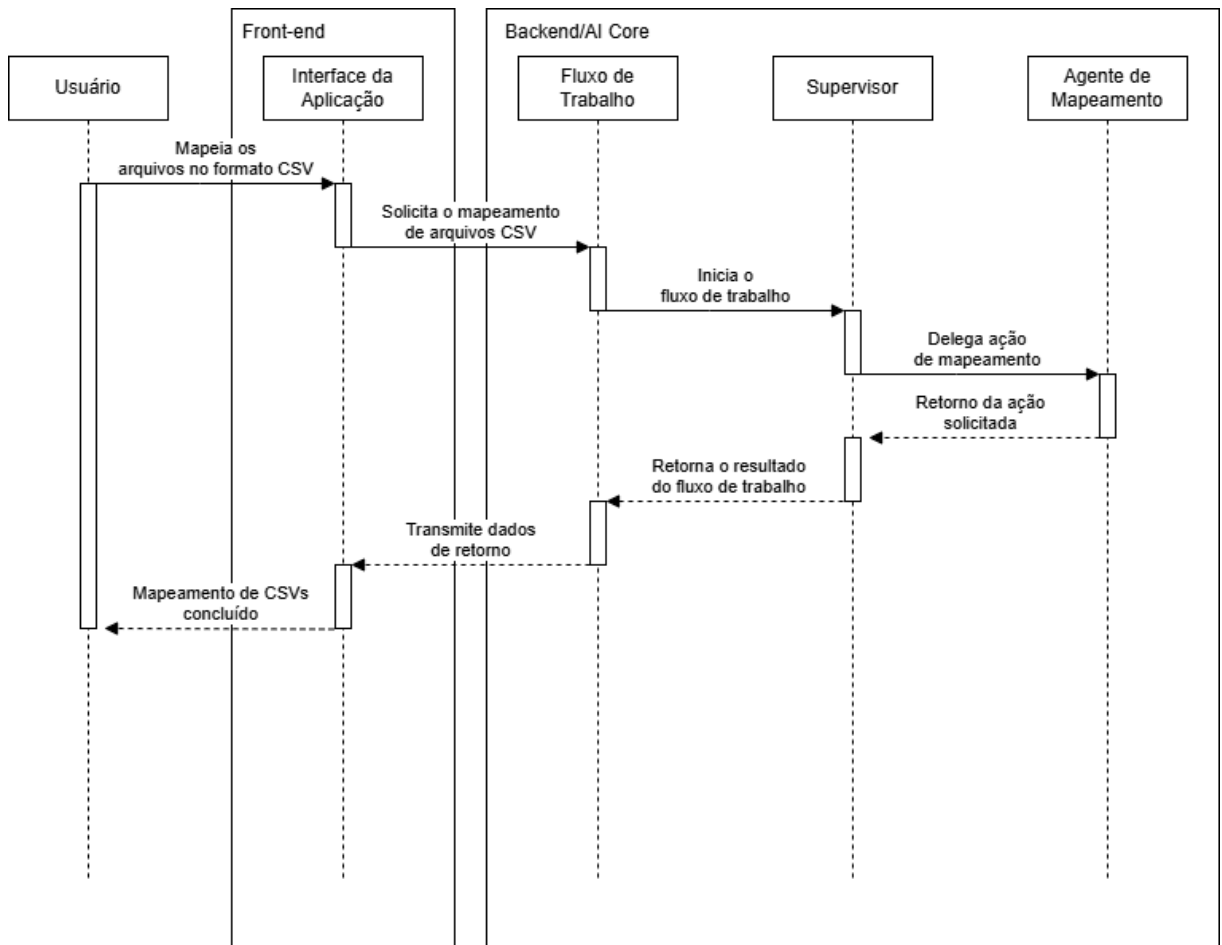 Front-end
Backend/AI Core
Usuário
Interface da
Aplicação
Fluxo de
Trabalho
Supervisor
Agente de
Mapeamento
Mapeia os
arquivos no formato CSV
Solicita o mapeamento
de arquivos CSV
Inicia o
fluxo de trabalho
Delega ação
de mapeamento
Retorno da ação
solicitada
Retorna o resultado
do fluxo de trabalho
Transmite dados
de retorno
Mapeamento de CSVs
concluído